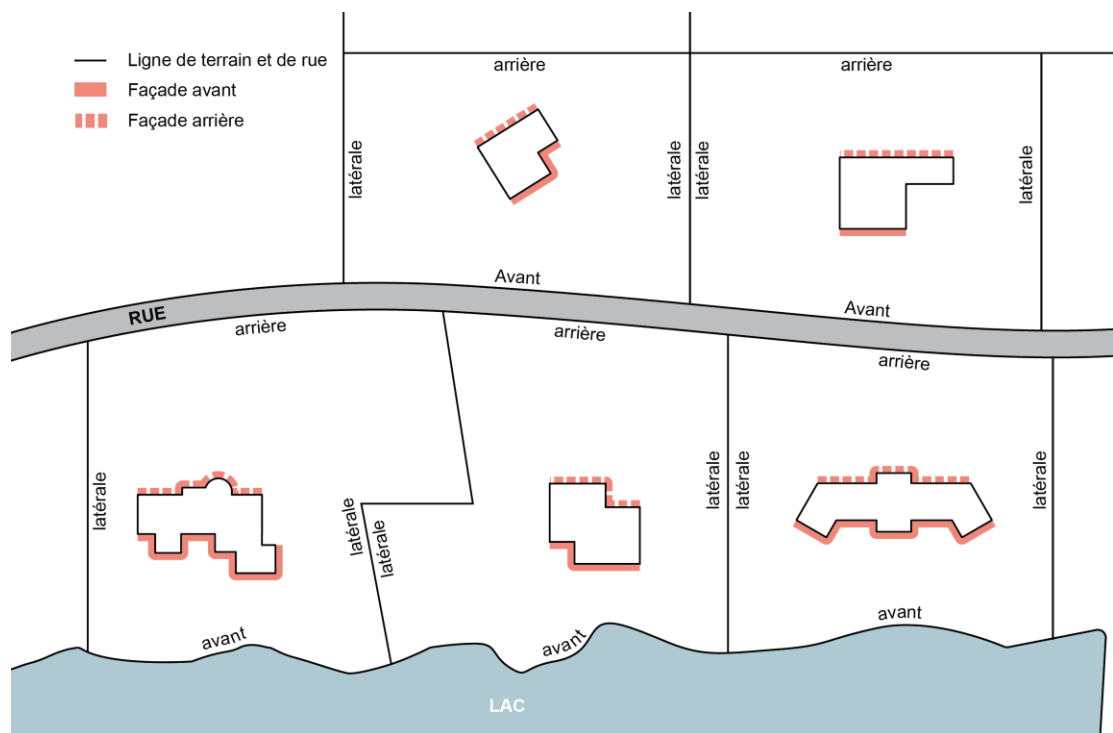 Ligne de terrain et de rue
Façade avant
Façade arrière
arrière
arrière
latérale
latérale
latérale
latérale
Avant
Avant
RUE
arrière
arrière
arrière
latérale
latérale
latérale
latérale
latérale
avant
avant
avant
LAC